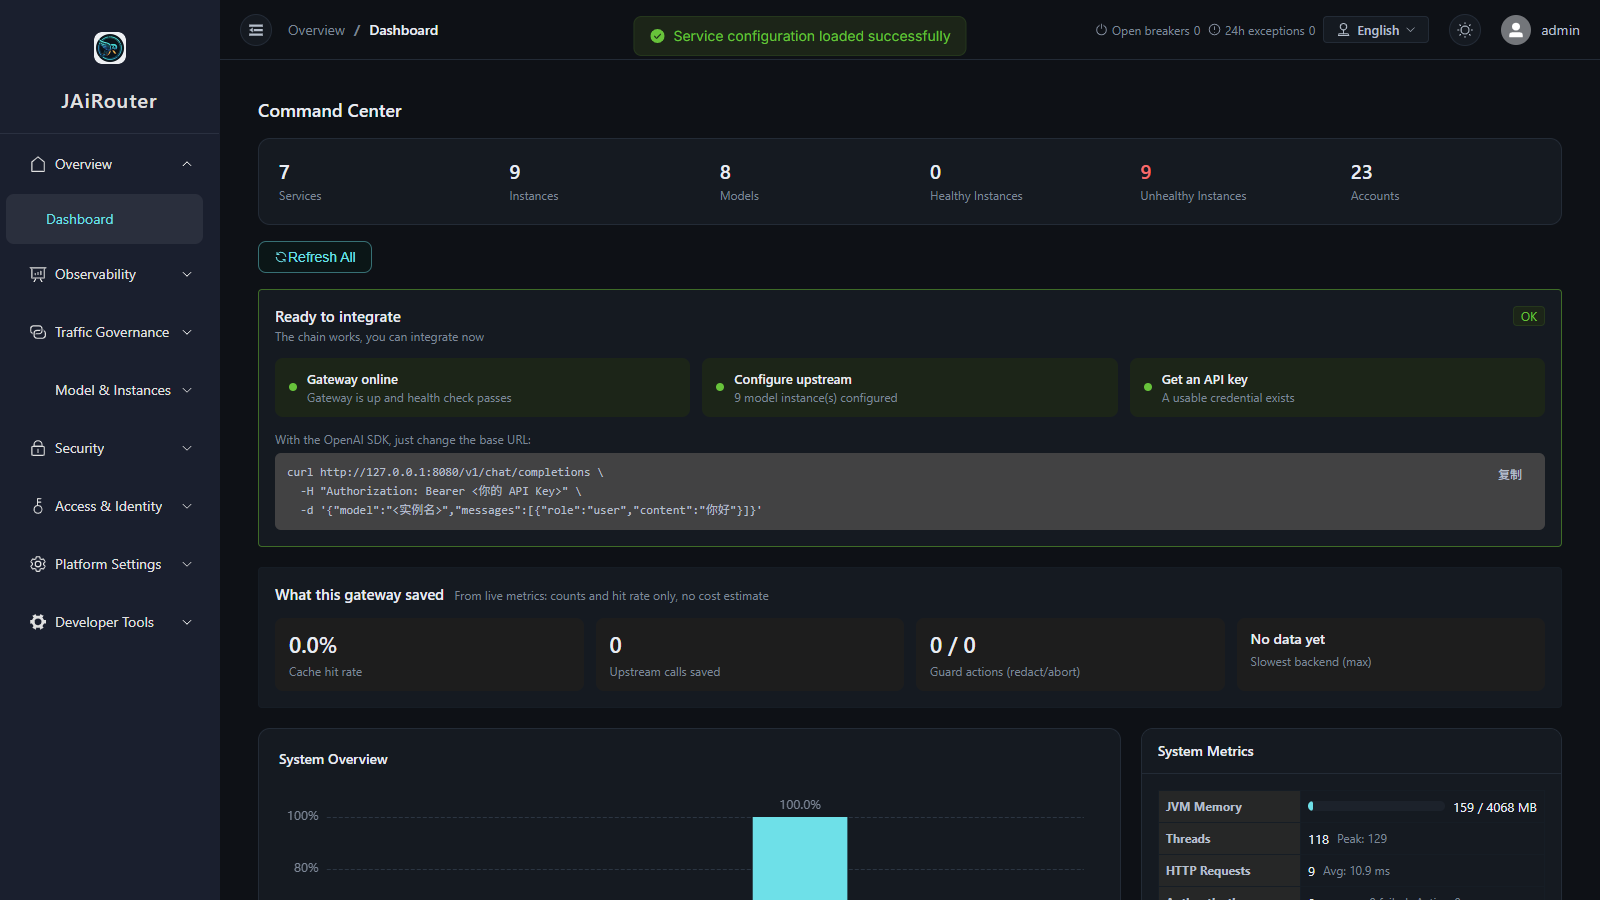 JAiRouter
Overview
Dashboard
Observability
Traffic Governance
Model & Instances
Security
Access & Identity
Platform Settings
Developer Tools
Overview / Dashboard
Service configuration loaded successfully
Open breakers 0
24h exceptions 0
English
admin
Command Center
7
Services
9
Instances
8
Models
0
Healthy Instances
9
Unhealthy Instances
23
Accounts
Refresh All
Ready to integrate
OK
The chain works, you can integrate now
Gateway online
Gateway is up and health check passes
Configure upstream
9 model instance(s) configured
Get an API key
A usable credential exists
With the OpenAI SDK, just change the base URL:
curl http://127.0.0.1:8080/v1/chat/completions \
-H "Authorization: Bearer <你的 API Key>" \
-d '{"model":"<实例名>","messages":[{"role":"user","content":"你好"}]}'
复制
What this gateway saved From live metrics: counts and hit rate only, no cost estimate
0.0%
Cache hit rate
0
Upstream calls saved
0 / 0
Guard actions (redact/abort)
No data yet
Slowest backend (max)
System Overview
100.0%
100%
80%
System Metrics
JVM Memory 159 / 4068 MB
Threads 118 Peak: 129
HTTP Requests 9 Avg: 10.9 ms